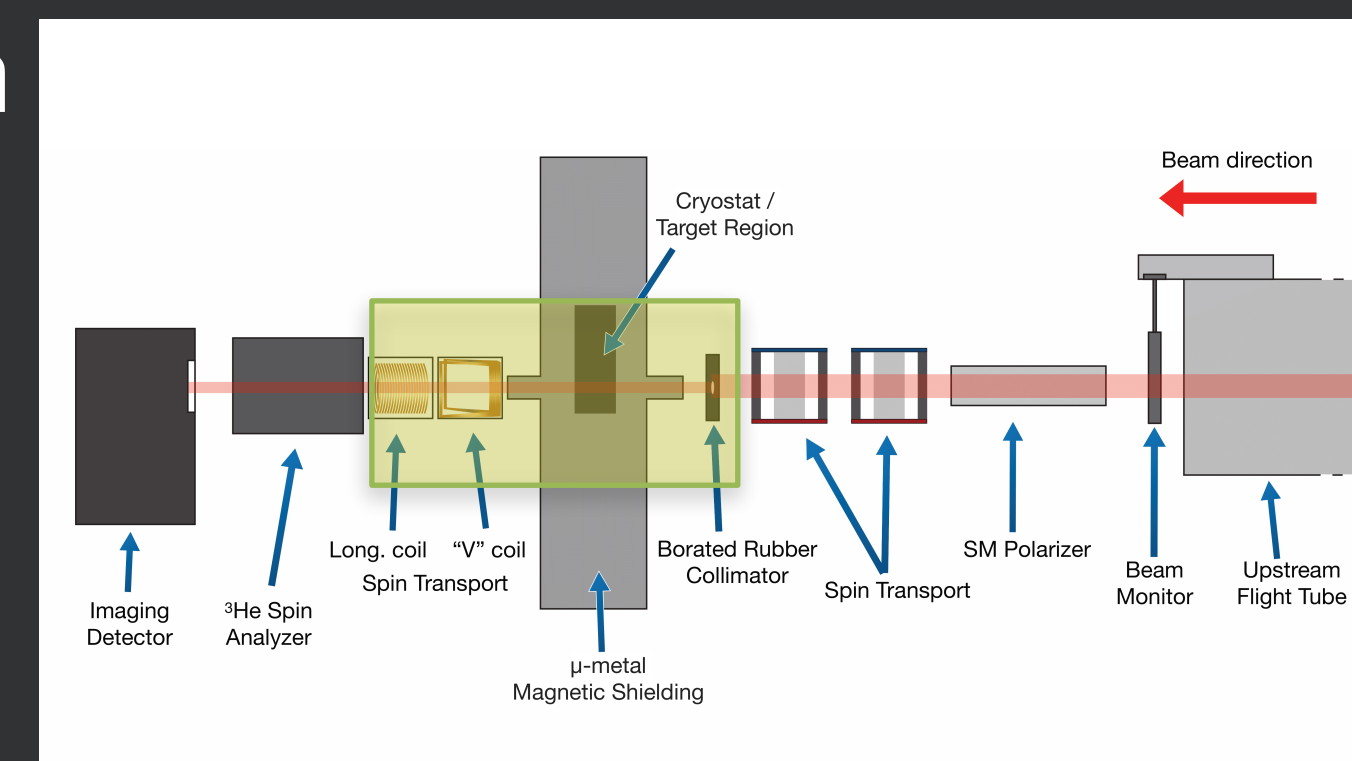 Beam direction
Cryostat /
Target Region
Long. coil
“V” coil
Spin Transport
Borated Rubber
Collimator
Spin Transport
SM Polarizer
Beam
Monitor
Upstream
Flight Tube
Imaging
Detector
³He Spin
Analyzer
μ-metal
Magnetic Shielding